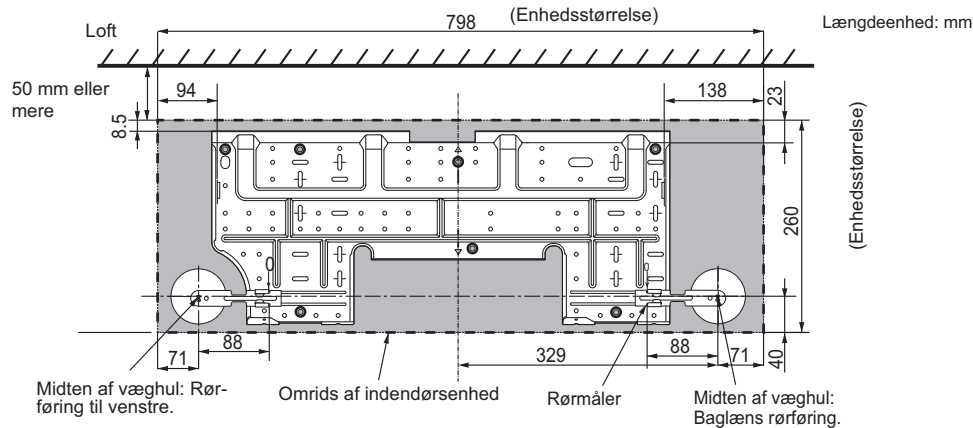 (Enhedsstørrelse)
798
Længdeenhed: mm
Loft
50 mm eller
mere
94
138
23
8.5
260
(Enhedsstørrelse)
88
329
88
71
71
40
Midten af væghul: Rør-
føring til venstre.
Omrids af indendørsenhed
Rørmåler
Midten af væghul:
Baglæns rørføring.